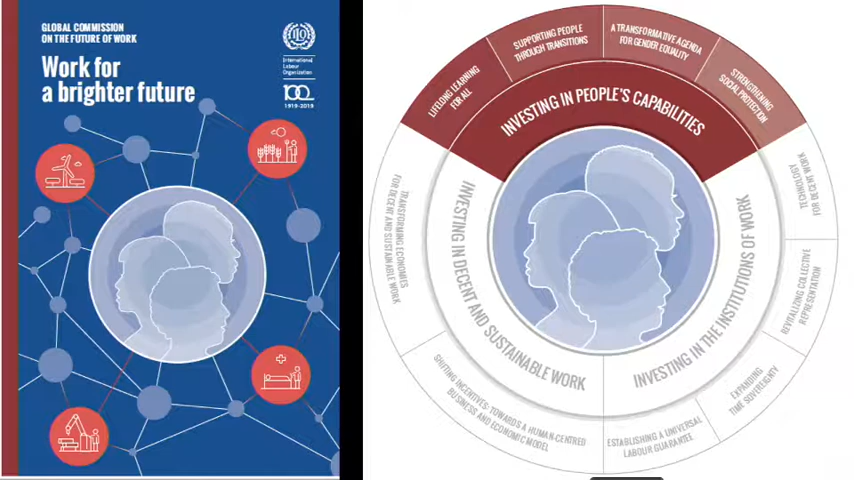 GLOBAL COMMISSION
ON THE FUTURE OF WORK
Work for
a brighter future
International
Labour
Organization
100
1919-2019
LIFELONG LEARNING
FOR ALL
SUPPORTING PEOPLE
THROUGH TRANSITIONS
A TRANSFORMATIVE AGENDA
FOR GENDER EQUALITY
STRENGTHENING
SOCIAL PROTECTION
INVESTING IN PEOPLE'S CAPABILITIES
TECHNOLOGY
FOR DECENT WORK
REVITALIZING COLLECTIVE
REPRESENTATION
EXPANDING
TIME SOVEREIGNTY
ESTABLISHING A UNIVERSAL
LABOUR GUARANTEE
INVESTING IN THE INSTITUTIONS OF WORK
SHIFTING INCENTIVES: TOWARDS A HUMAN-CENTRED
BUSINESS AND ECONOMIC MODEL
TRANSFORMING ECONOMIES
FOR DECENT AND SUSTAINABLE WORK
INVESTING IN DECENT AND SUSTAINABLE WORK